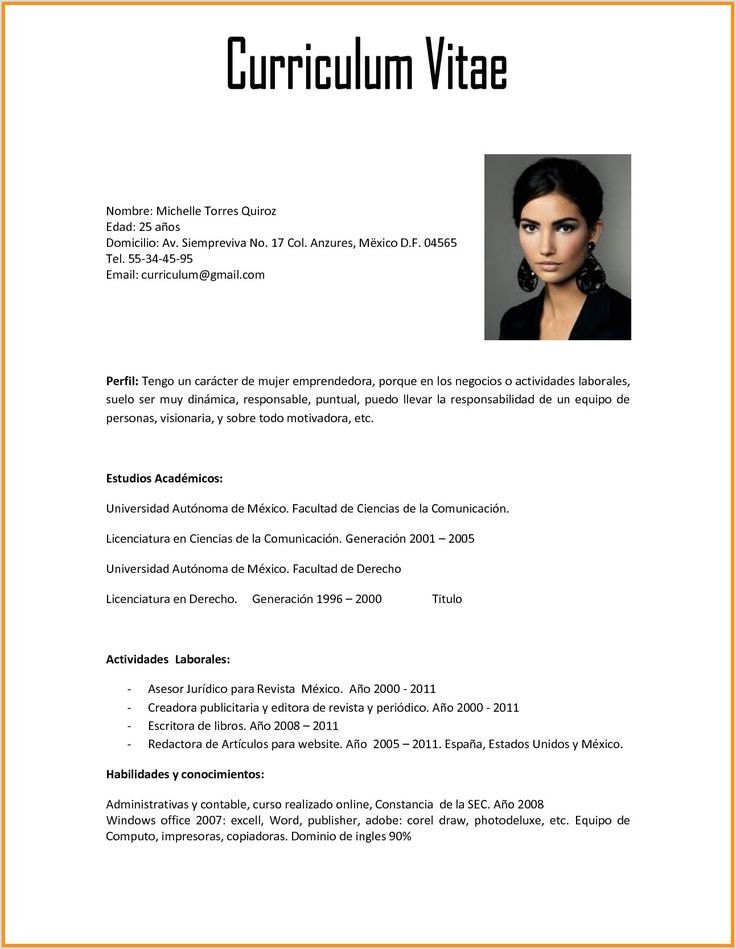 Curriculum Vitae
Nombre: Michelle Torres Quiroz
Edad: 25 años
Domicilio: Av. Siempreviva No. 17 Col. Anzures, Mëxico D.F. 04565
Tel. 55-34-45-95
Email: curriculum@gmail.com
Perfil: Tengo un carácter de mujer emprendedora, porque en los negocios o actividades laborales,
suelo ser muy dinámica, responsable, puntual, puedo llevar la responsabilidad de un equipo de
personas, visionaria, y sobre todo motivadora, etc.
Estudios Académicos:
Universidad Autónoma de México. Facultad de Ciencias de la Comunicación.
Licenciatura en Ciencias de la Comunicación. Generación 2001 – 2005
Universidad Autónoma de México. Facultad de Derecho
Licenciatura en Derecho. Generación 1996 – 2000 Titulo
Actividades Laborales:
- Asesor Jurídico para Revista México. Año 2000 - 2011
- Creadora publicitaria y editora de revista y periódico. Año 2000 - 2011
- Escritora de libros. Año 2008 – 2011
- Redactora de Artículos para website. Año 2005 – 2011. España, Estados Unidos y México.
Habilidades y conocimientos:
Administrativas y contable, curso realizado online, Constancia de la SEC. Año 2008
Windows office 2007: excell, Word, publisher, adobe: corel draw, photodeluxe, etc. Equipo de
Computo, impresoras, copiadoras. Dominio de ingles 90%